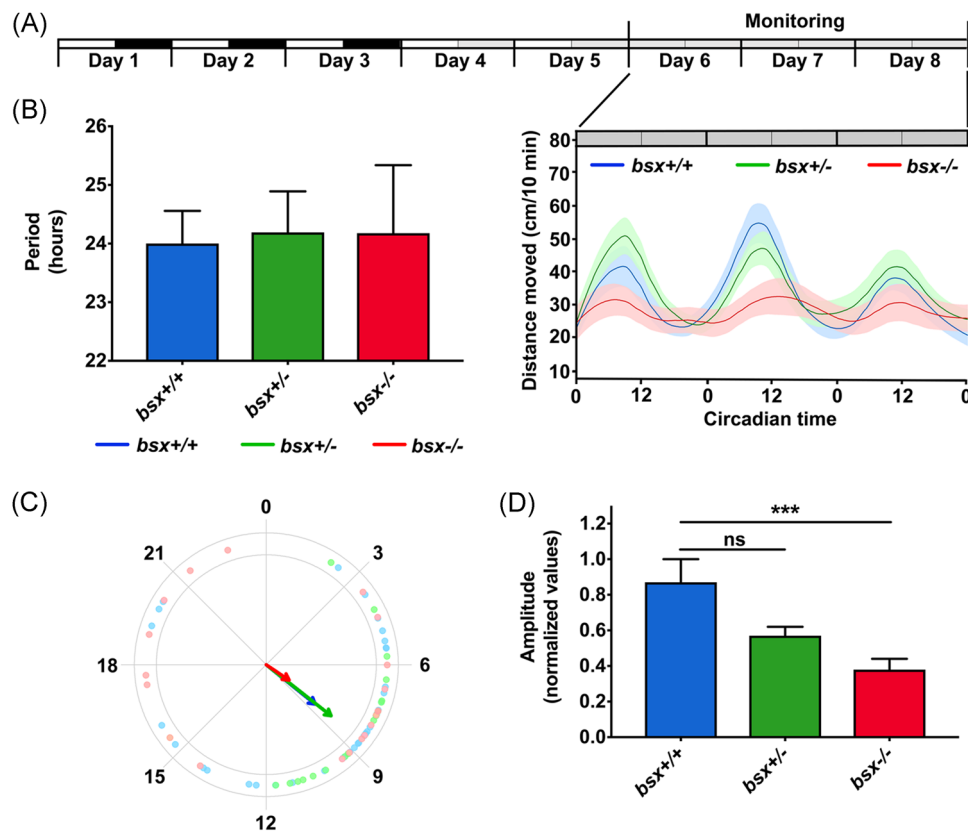 (A)
Monitoring
Day 1 Day 2 Day 3 Day 4 Day 5 Day 6 Day 7 Day 8
(B)
Period
(hours)
26
25
24
23
22
bsx+/+ bsx+/- bsx-/-
bsx+/+ bsx+/- bsx-/-
Distance moved (cm/10 min)
80
70
60
50
40
30
20
10
bsx+/+ bsx+/- bsx-/-
0 12 0 12 0 12 0
Circadian time
(C)
0
21 3
18 6
15 9
12
(D)
Amplitude
(normalized values)
1.2
1.0
0.8
0.6
0.4
0.2
0.0
***
ns
bsx+/+ bsx+/- bsx-/-